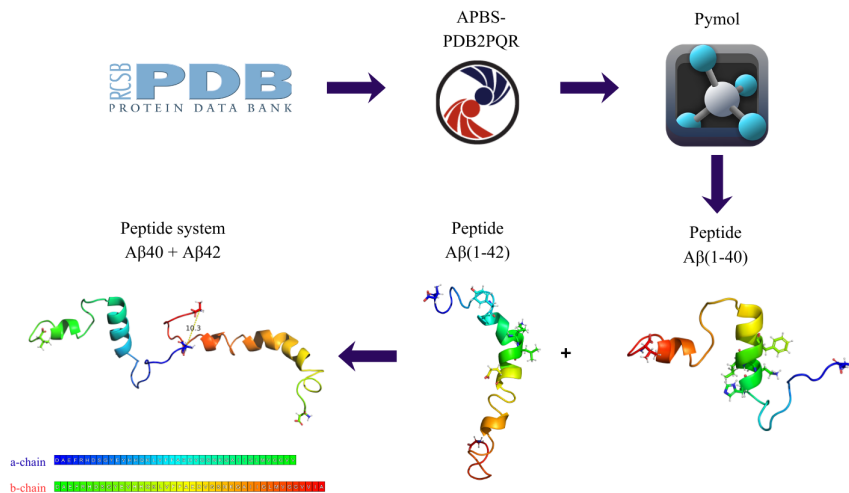 APBS-
PDB2PQR
Pymol
RCSB
PDB
PROTEIN DATA BANK
Peptide system
Aβ40 + Aβ42
Peptide
Aβ(1-42)
Peptide
Aβ(1-40)
10.3
+
a-chain
b-chain